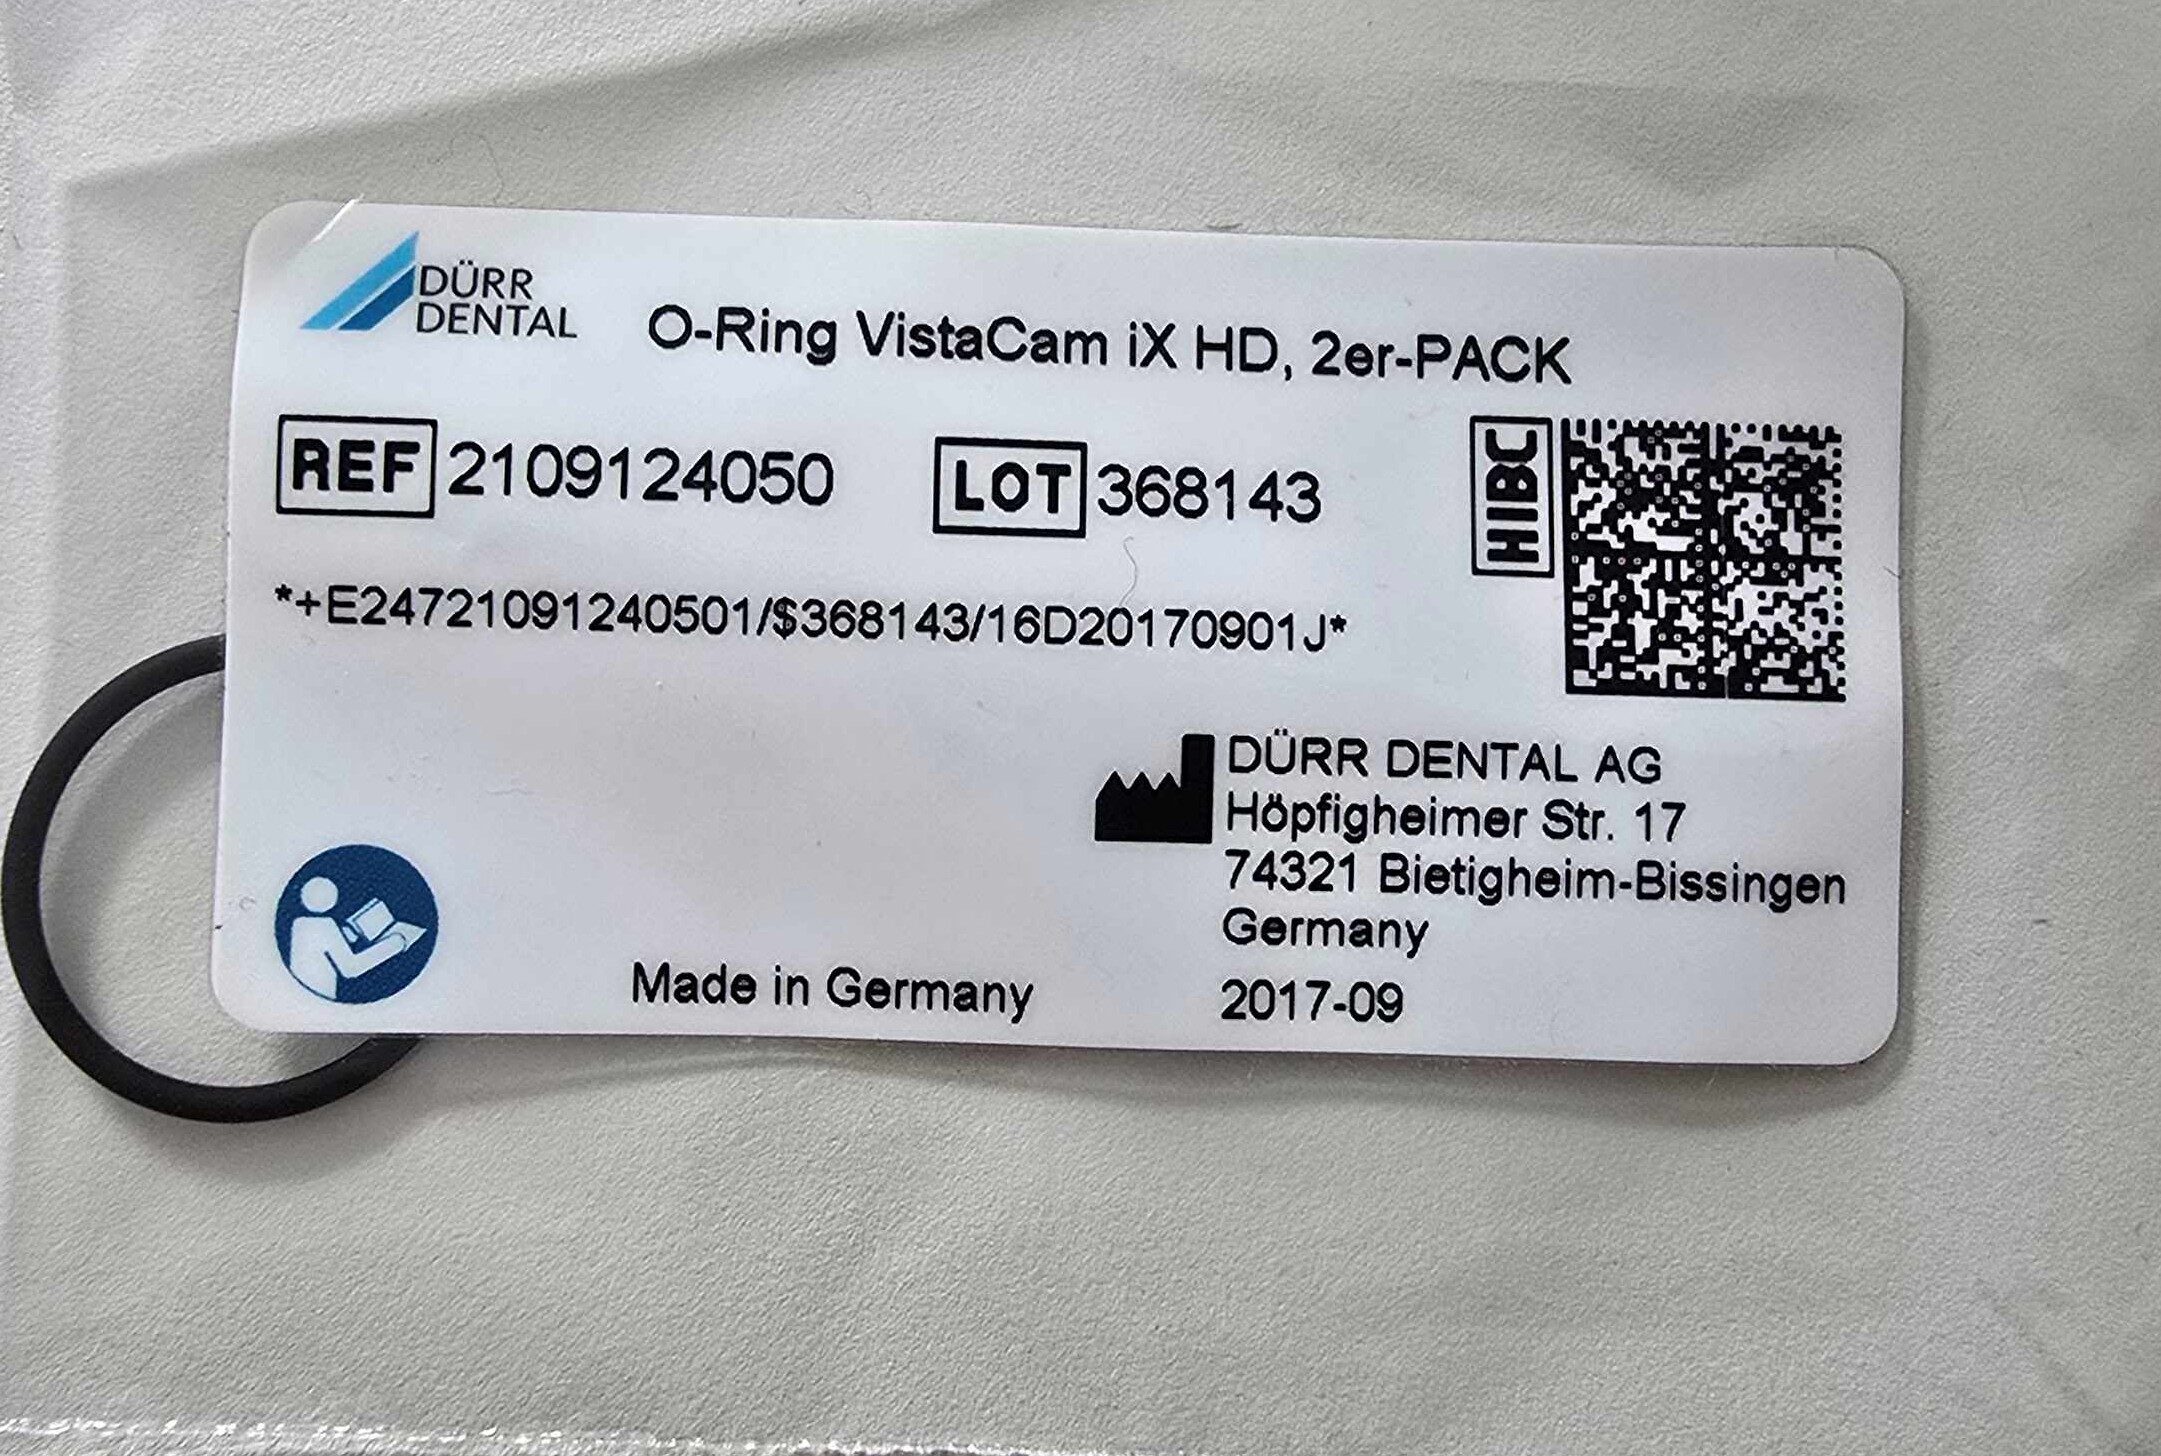 DÜRR
DENTAL
O-Ring VistaCam iX HD, 2er-PACK
REF 2109124050 LOT 368143
HIBC
*+E24721091240501/$368143/16D20170901J*
DÜRR DENTAL AG
Höpfigheimer Str. 17
74321 Bietigheim-Bissingen
Germany
Made in Germany 2017-09